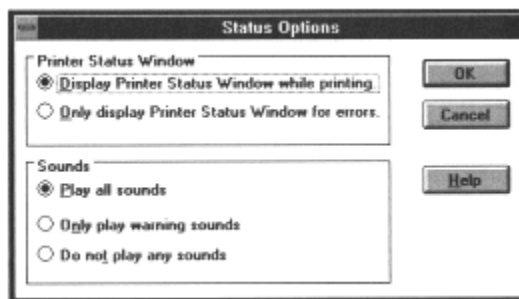 Status Options
Printer Status Window
Display Printer Status Window while printing
Only display Printer Status Window for errors.
OK
Cancel
Sounds
Play all sounds
Only play warning sounds
Do not play any sounds
Help